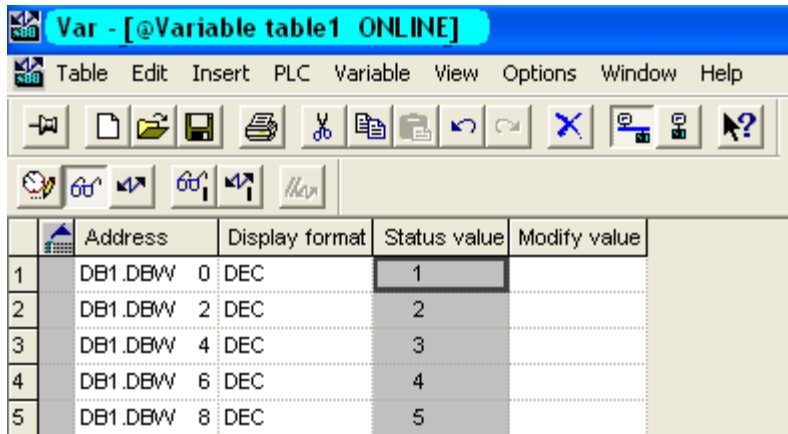 Var - [@Variable table1 ONLINE]
Table Edit Insert PLC Variable View Options Window Help
Address Display format Status value Modify value
1 DB1.DBW 0 DEC 1
2 DB1.DBW 2 DEC 2
3 DB1.DBW 4 DEC 3
4 DB1.DBW 6 DEC 4
5 DB1.DBW 8 DEC 5